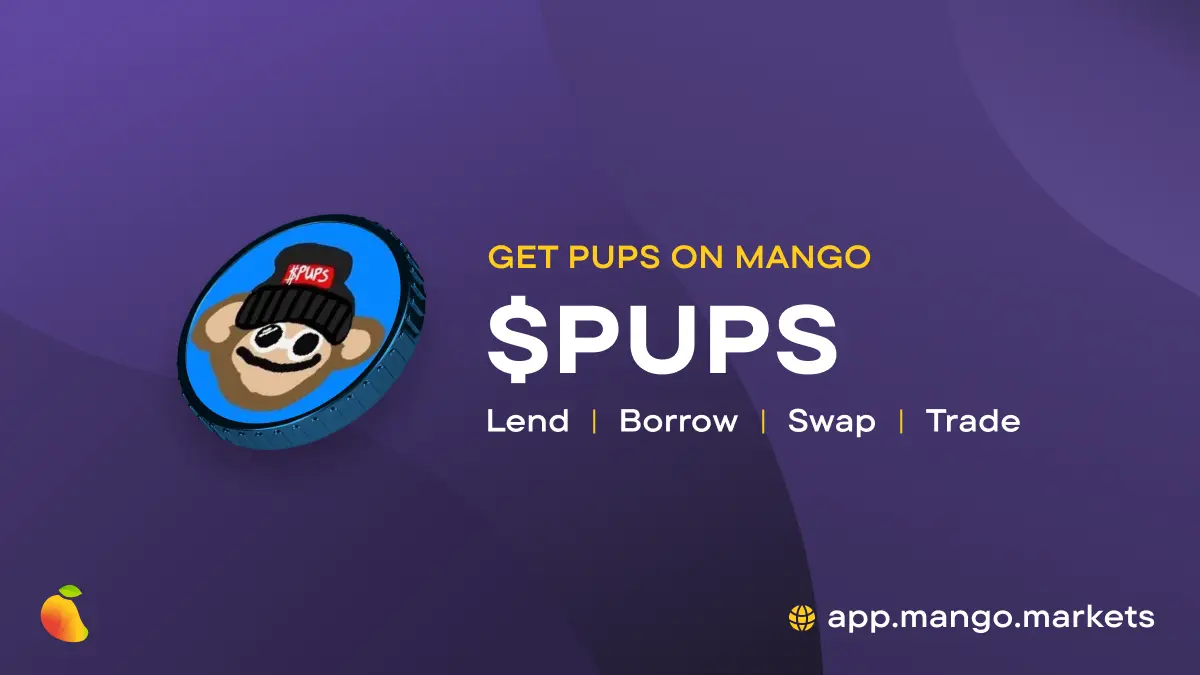 $PUPS
GET PUPS ON MANGO
$PUPS
Lend | Borrow | Swap | Trade
app.mango.markets